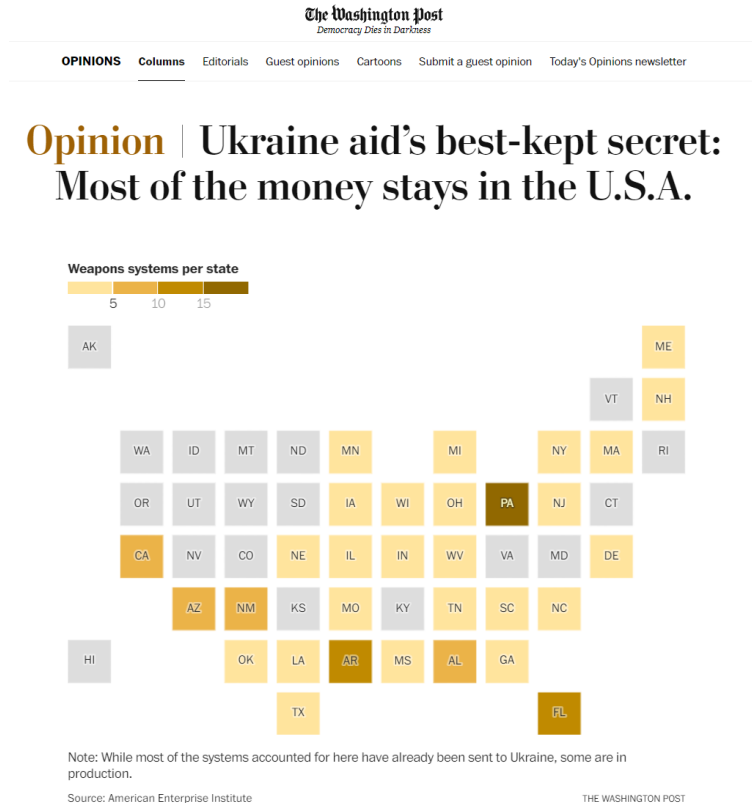 The Washington Post
Democracy Dies in Darkness
OPINIONS Columns Editorials Guest opinions Cartoons Submit a guest opinion Today's Opinions newsletter
Opinion | Ukraine aid’s best-kept secret:
Most of the money stays in the U.S.A.
Weapons systems per state
5 10 15
AK ME
VT NH
WA ID MT ND MN MI NY MA RI
OR UT WY SD IA WI OH PA NJ CT
CA NV CO NE IL IN WV VA MD DE
AZ NM KS MO KY TN SC NC
HI OK LA AR MS AL GA
TX FL
Note: While most of the systems accounted for here have already been sent to Ukraine, some are in
production.
Source: American Enterprise Institute THE WASHINGTON POST